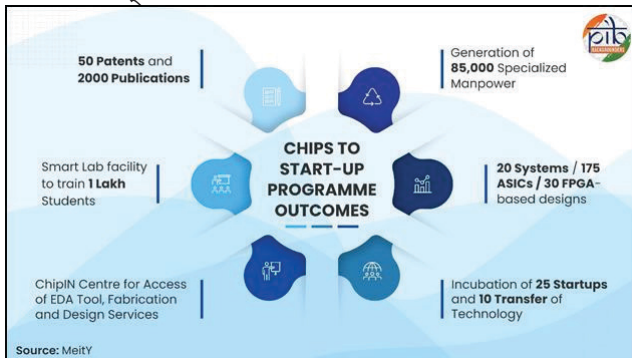 50 Patents and
2000 Publications
Generation of
85,000 Specialized
Manpower
pib
BACKGROUNDERS
CHIPS TO
START-UP
PROGRAMME
OUTCOMES
Smart Lab facility
to train 1 Lakh
Students
20 Systems / 175
ASICs / 30 FPGA-
based designs
ChipIN Centre for Access
of EDA Tool, Fabrication
and Design Services
Incubation of 25 Startups
and 10 Transfer of
Technology
Source: MeitY